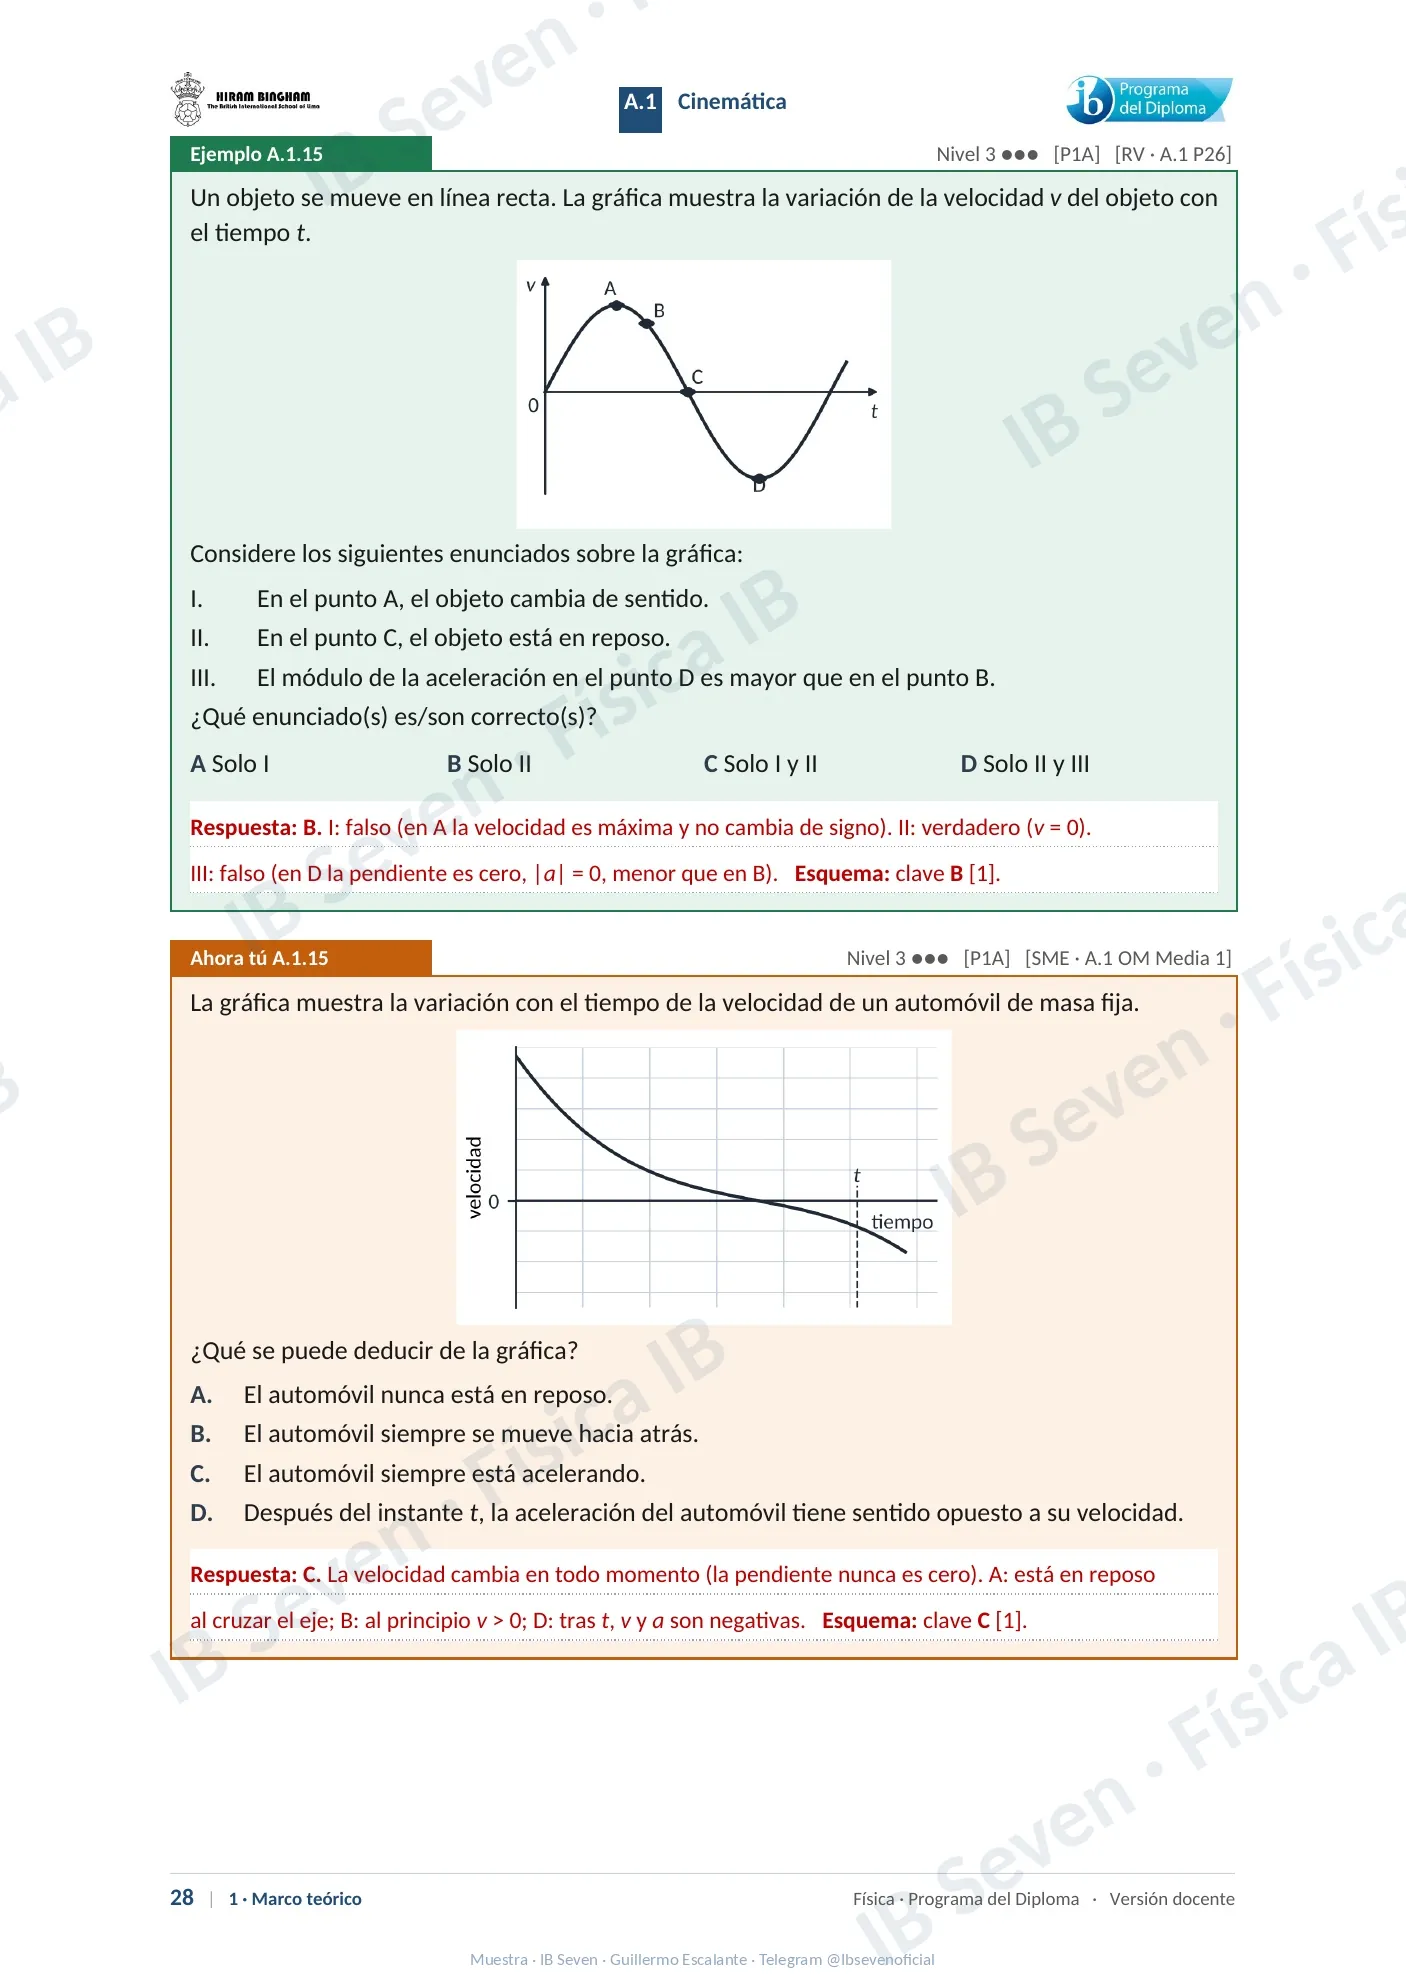 HIRAM BINGHAM
The British International School of Lima
A.1 Cinemática
ib Programa
del Diploma
Ejemplo A.1.15
Nivel 3 ●●● [P1A] [RV · A.1 P26]
Un objeto se mueve en línea recta. La gráfica muestra la variación de la velocidad v del objeto con
el tiempo t.
v
A
B
C
0
t
D
Considere los siguientes enunciados sobre la gráfica:
I. En el punto A, el objeto cambia de sentido.
II. En el punto C, el objeto está en reposo.
III. El módulo de la aceleración en el punto D es mayor que en el punto B.
¿Qué enunciado(s) es/son correcto(s)?
A Solo I B Solo II C Solo I y II D Solo II y III
Respuesta: B. I: falso (en A la velocidad es máxima y no cambia de signo). II: verdadero (v = 0).
III: falso (en D la pendiente es cero, |a| = 0, menor que en B). Esquema: clave B [1].
Ahora tú A.1.15
Nivel 3 ●●● [P1A] [SME · A.1 OM Media 1]
La gráfica muestra la variación con el tiempo de la velocidad de un automóvil de masa fija.
velocidad
0
t
tiempo
¿Qué se puede deducir de la gráfica?
A. El automóvil nunca está en reposo.
B. El automóvil siempre se mueve hacia atrás.
C. El automóvil siempre está acelerando.
D. Después del instante t, la aceleración del automóvil tiene sentido opuesto a su velocidad.
Respuesta: C. La velocidad cambia en todo momento (la pendiente nunca es cero). A: está en reposo
al cruzar el eje; B: al principio v > 0; D: tras t, v y a son negativas. Esquema: clave C [1].
28 | 1 · Marco teórico
Física · Programa del Diploma · Versión docente
Muestra · IB Seven · Guillermo Escalante · Telegram @Ibsevenoficial
IB Seven · Física IB